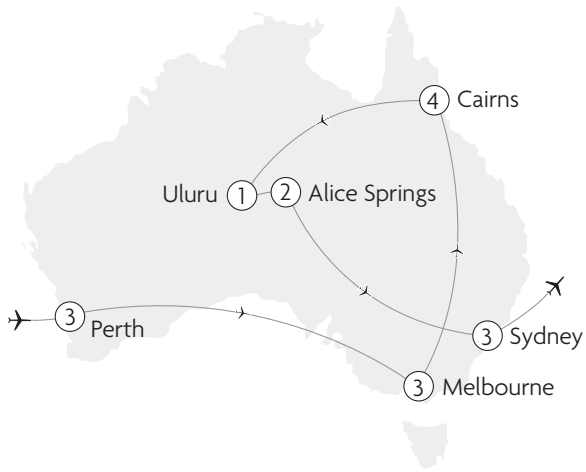 4 Cairns
Uluru 1 2 Alice Springs
3 Perth
3 Sydney
3 Melbourne